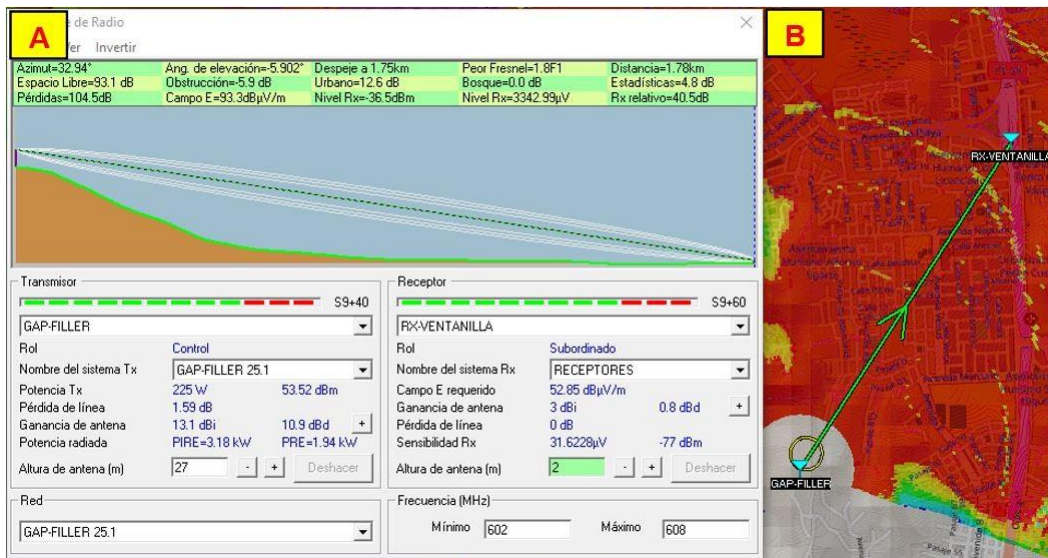 A
de Radio
Ver Invertir
Azimut=32.94° Ang. de elevación=-5.902° Despeje a 1.75km Peor Fresnel=1.8F1 Distancia=1.78km
Espacio Libre=93.1 dB Obstrucción=-5.9 dB Urbano=12.6 dB Bosque=0.0 dB Estadísticas=4.8 dB
Pérdidas=104.5dB Campo E=93.3dBμV/m Nivel Rx=-36.5dBm Nivel Rx=3342.99μV Rx relativo=40.5dB
Transmisor
S9+40
GAP-FILLER
Rol Control
Nombre del sistema Tx GAP-FILLER 25.1
Potencia Tx 225 W 53.52 dBm
Pérdida de línea 1.59 dB
Ganancia de antena 13.1 dBi 10.9 dBd +
Potencia radiada PIRE=3.18 kW PRE=1.94 kW
Altura de antena (m) 27 - + Deshacer
Red
GAP-FILLER 25.1
Receptor
S9+60
RX-VENTANILLA
Rol Subordinado
Nombre del sistema Rx RECEPTORES
Campo E requerido 52.85 dBμV/m
Ganancia de antena 3 dBi 0.8 dBd +
Pérdida de línea 0 dB
Sensibilidad Rx 31.6228μV -77 dBm
Altura de antena (m) 2 - + Deshacer
Frecuencia (MHz)
Mínimo 602 Máximo 608
B
RX-VENTANILLA
GAP-FILLER